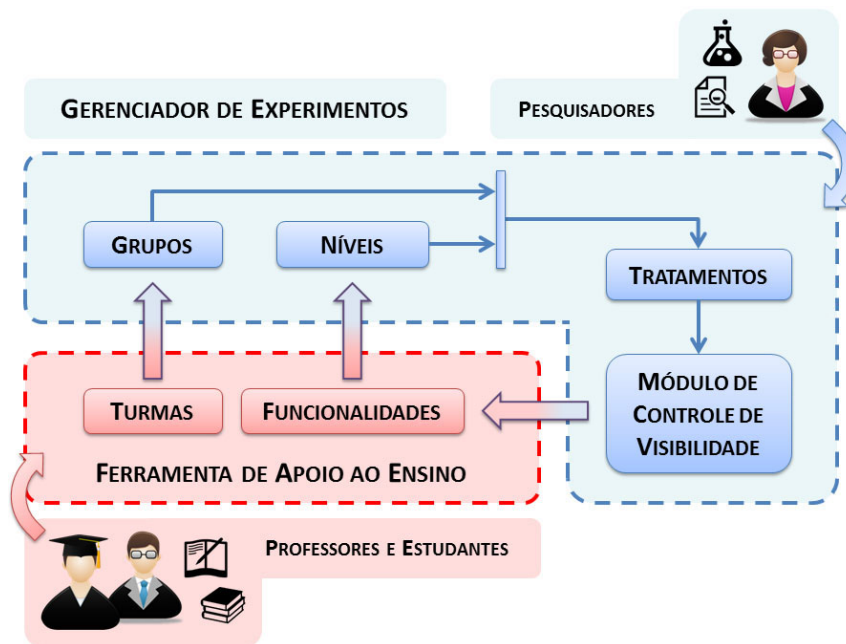 GERENCIADOR DE EXPERIMENTOS
PESQUISADORES
GRUPOS
NÍVEIS
TRATAMENTOS
MÓDULO DE
CONTROLE DE
VISIBILIDADE
TURMAS
FUNCIONALIDADES
FERRAMENTA DE APOIO AO ENSINO
PROFESSORES E ESTUDANTES